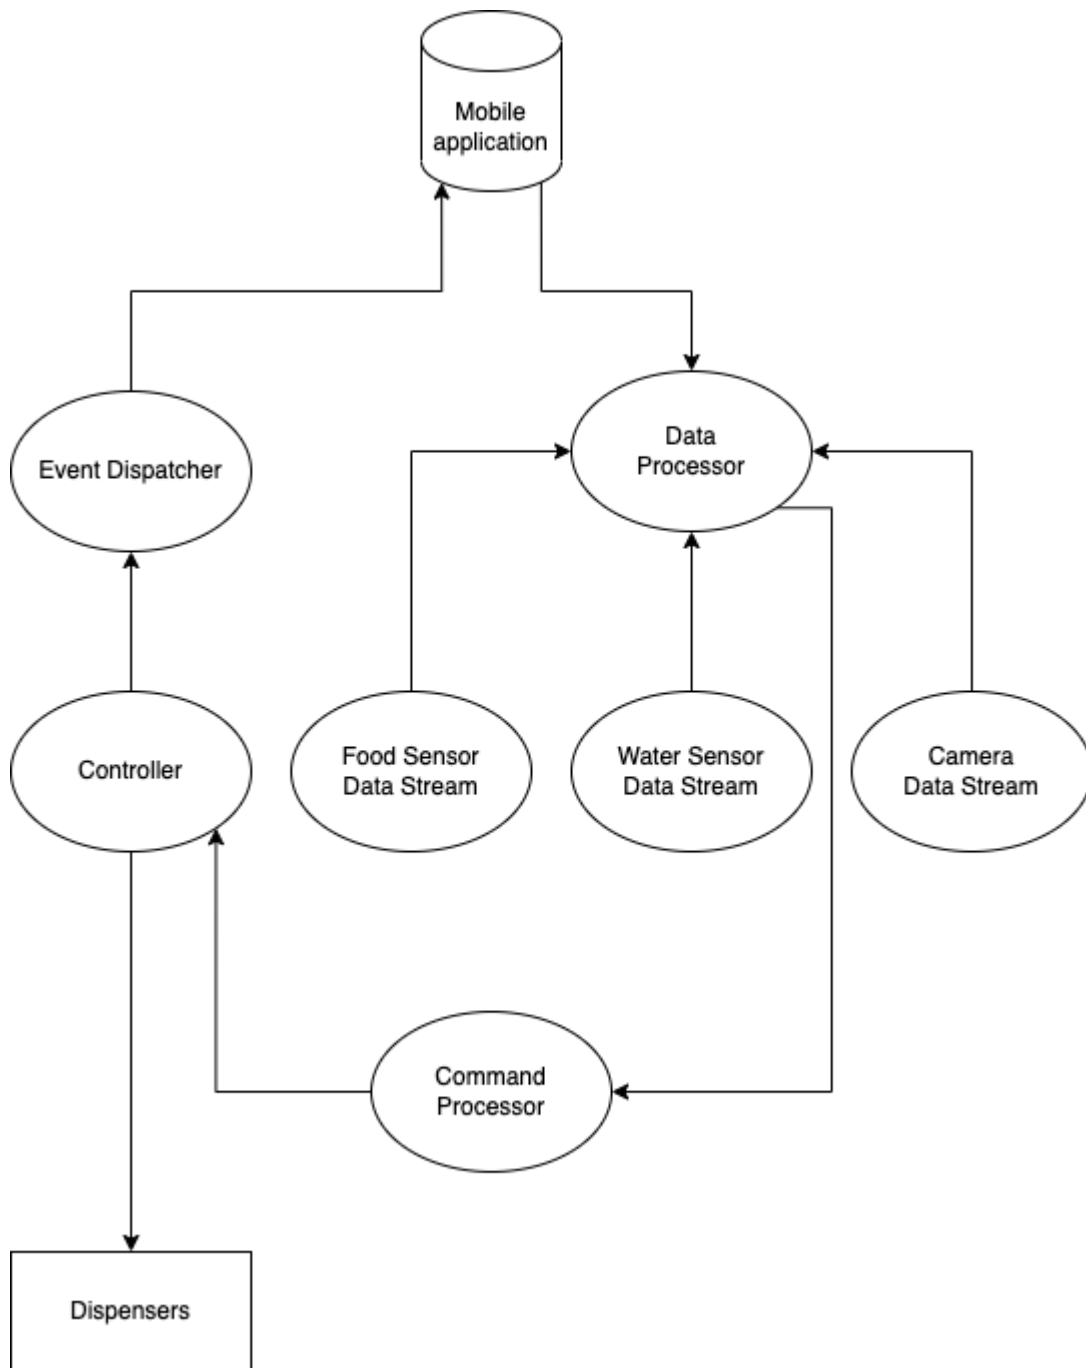 Mobile
application
Data
Processor
Event Dispatcher
Controller
Food Sensor
Data Stream
Water Sensor
Data Stream
Camera
Data Stream
Command
Processor
Dispensers